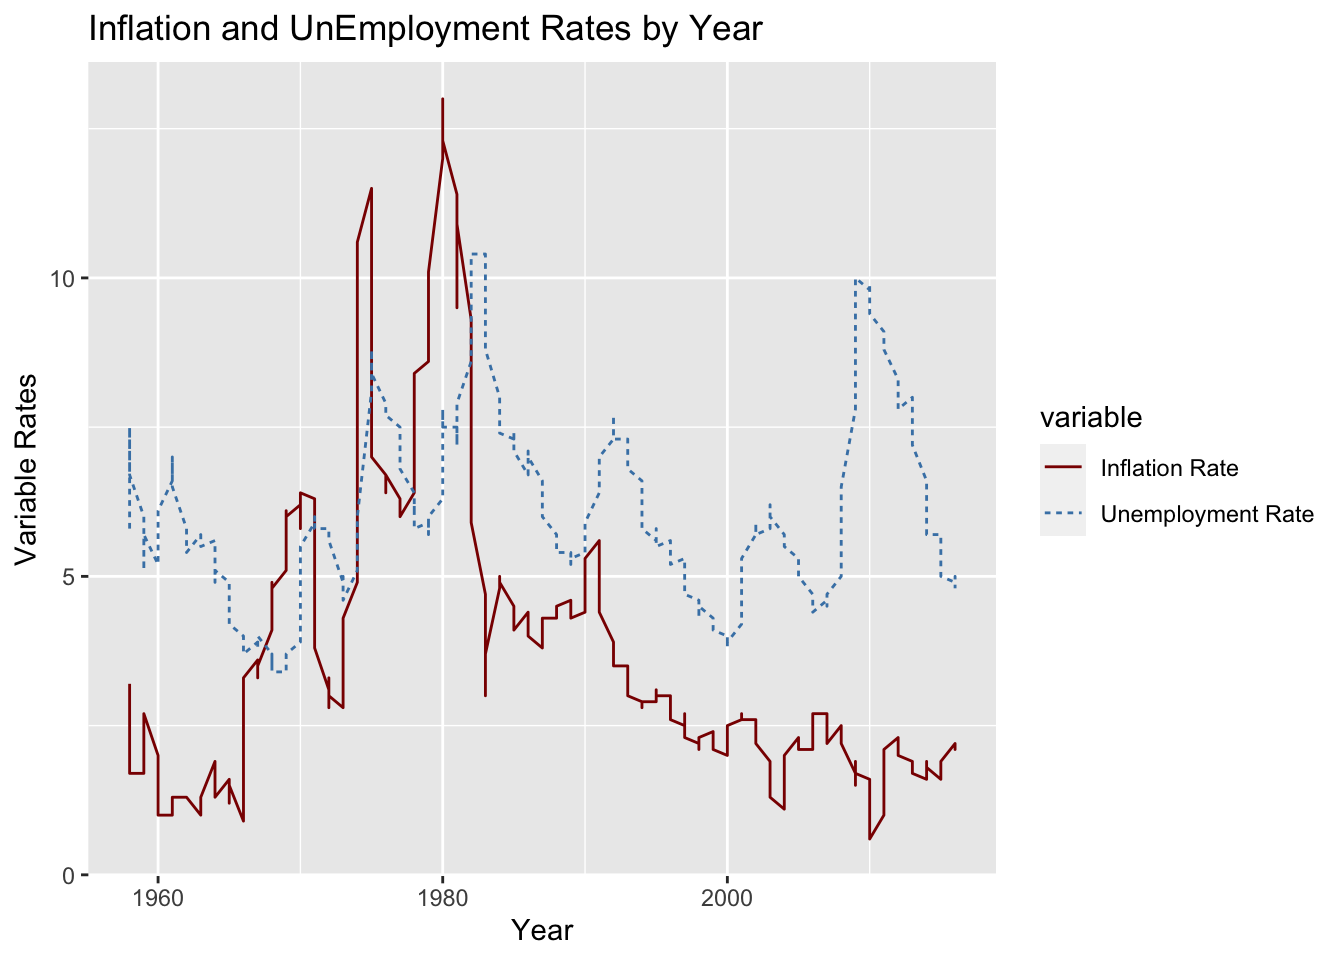 Inflation and UnEmployment Rates by Year
Variable Rates
10
5
0
1960
1980
2000
Year
variable
Inflation Rate
Unemployment Rate